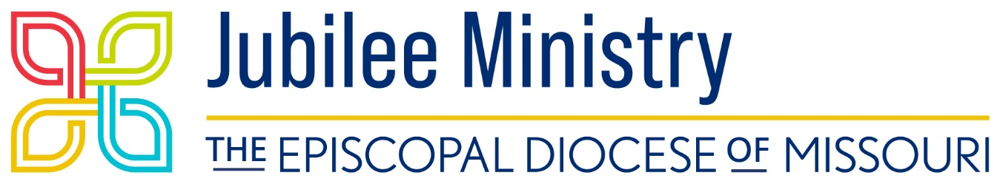 Jubilee Ministry
THE EPISCOPAL DIOCESE OF MISSOURI